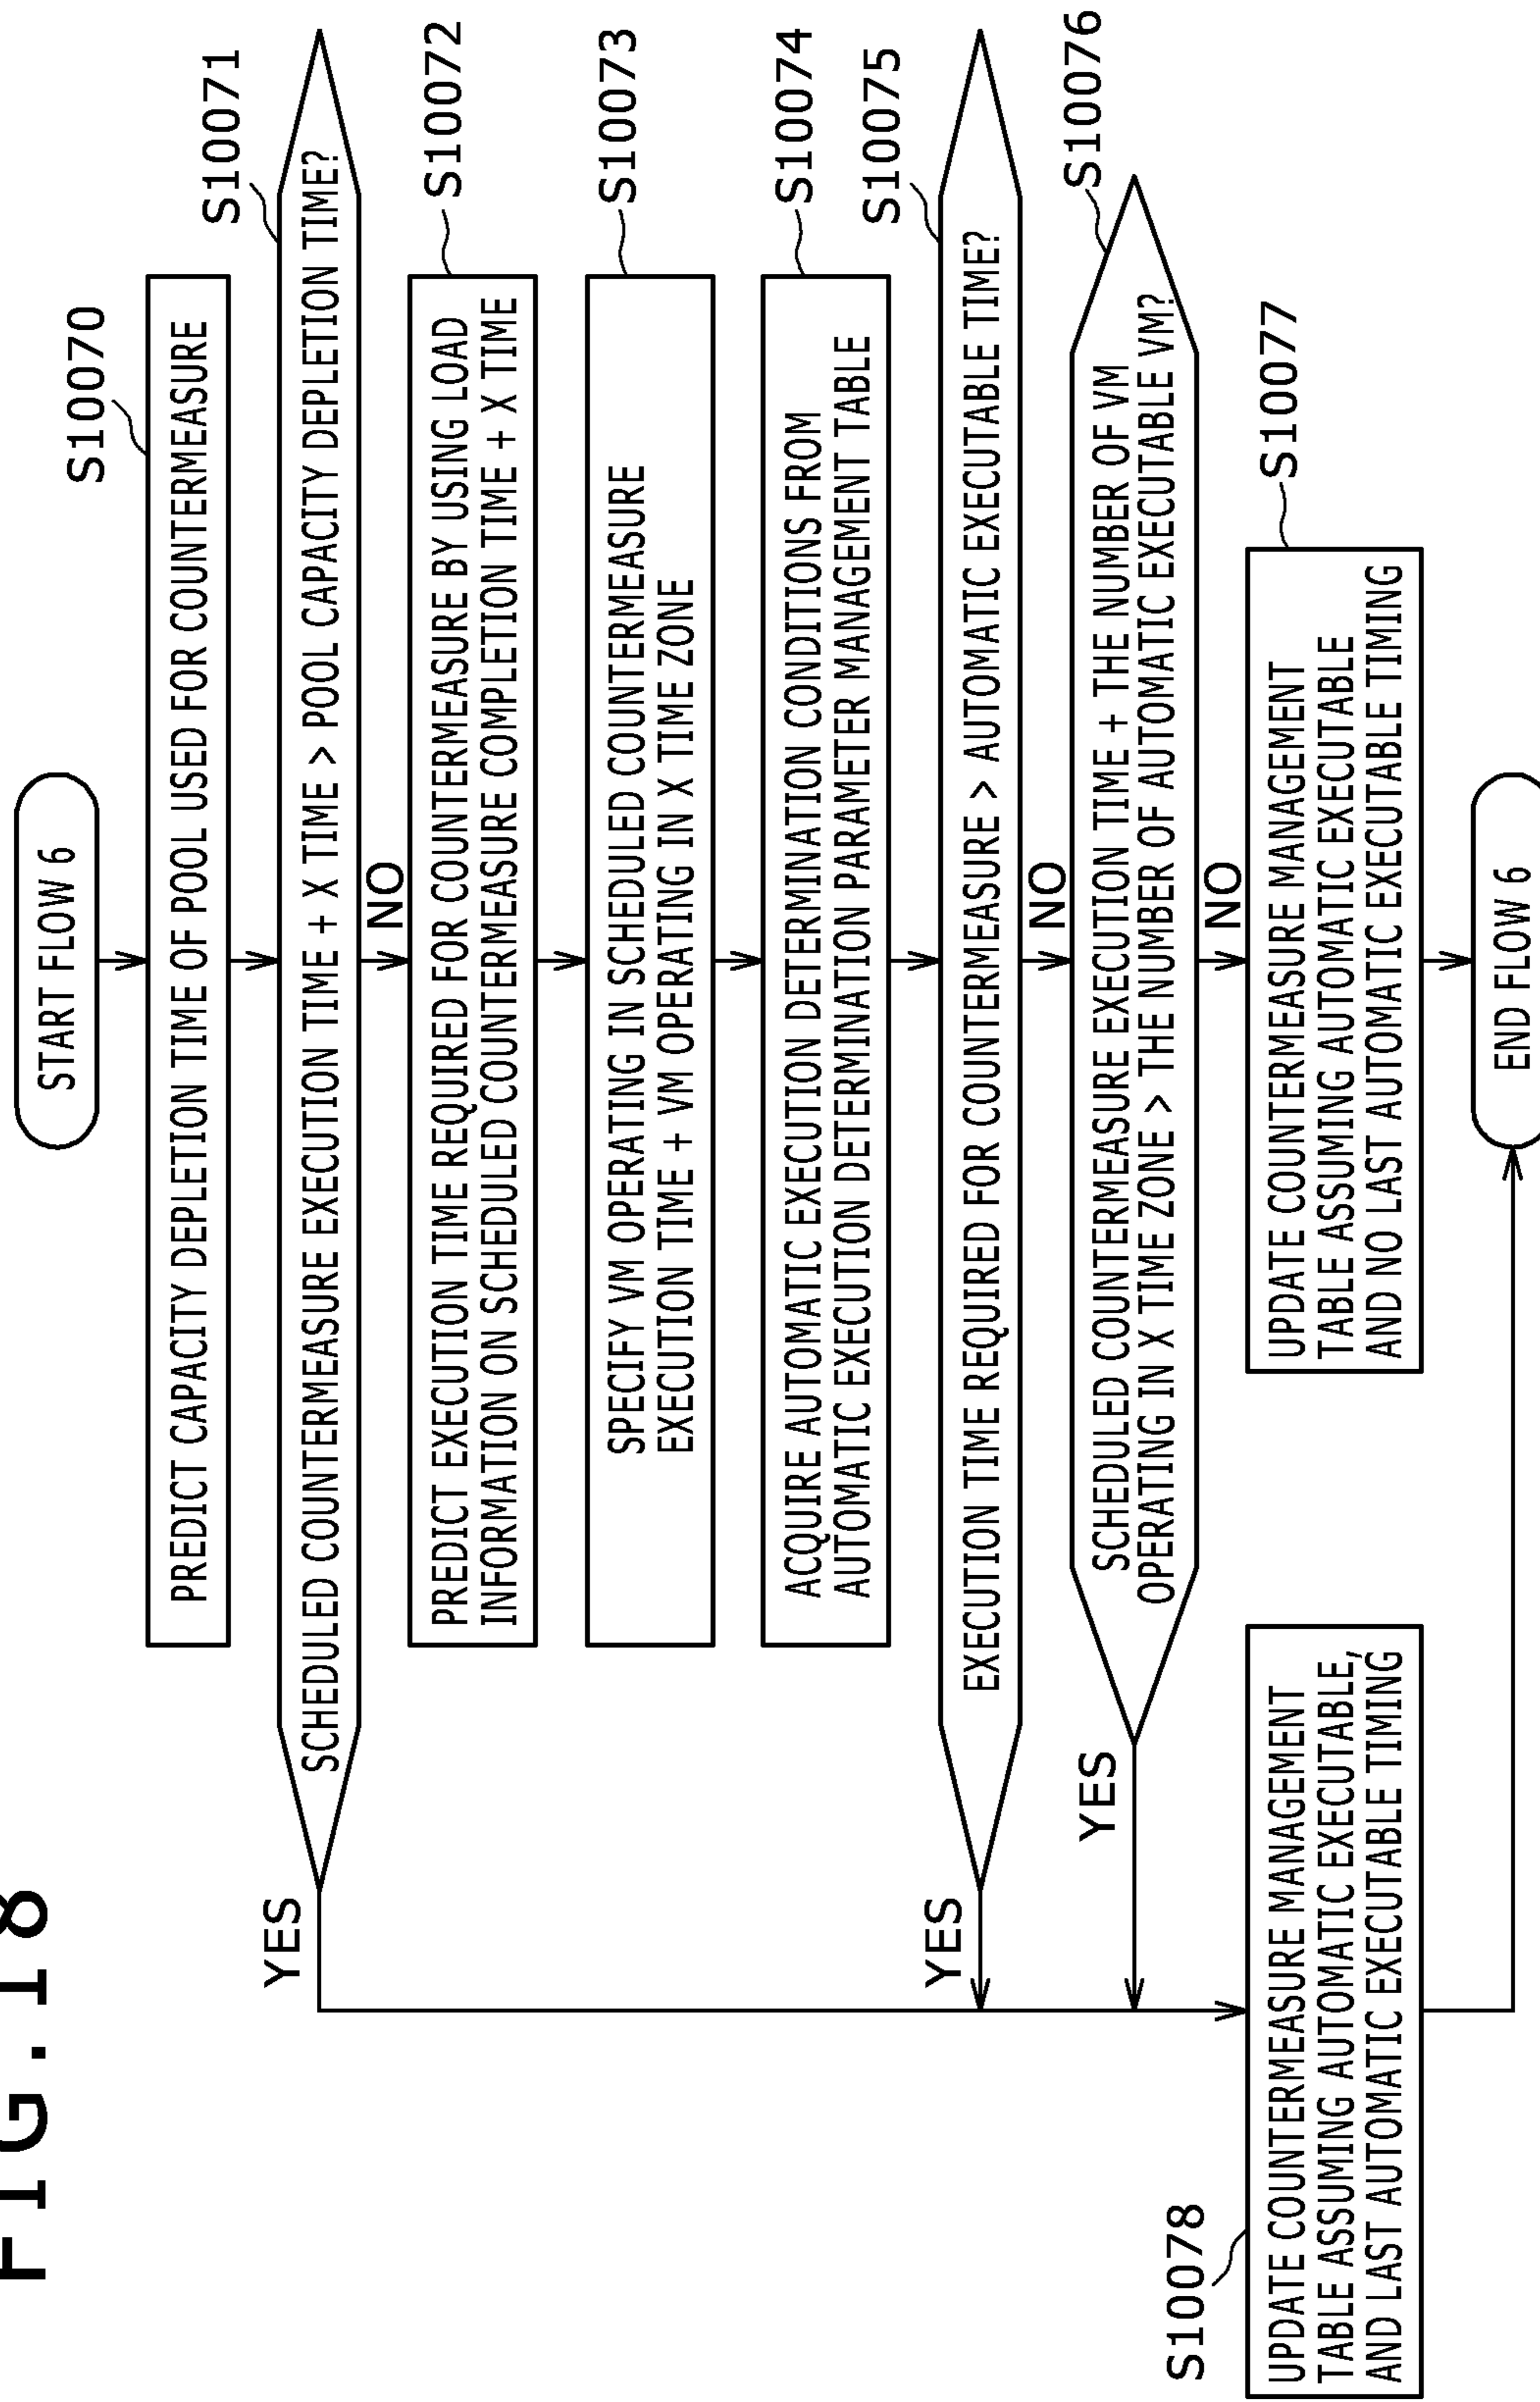 FIG.18
START FLOW 6
S10070
PREDICT CAPACITY DEPLETION TIME OF POOL USED FOR COUNTERMEASURE
S10071
SCHEDULED COUNTERMEASURE EXECUTION TIME + X TIME > POOL CAPACITY DEPLETION TIME?
YES
NO
S10072
PREDICT EXECUTION TIME REQUIRED FOR COUNTERMEASURE BY USING LOAD
INFORMATION ON SCHEDULED COUNTERMEASURE COMPLETION TIME + X TIME
S10073
SPECIFY VM OPERATING IN SCHEDULED COUNTERMEASURE
EXECUTION TIME + VM OPERATING IN X TIME ZONE
S10074
ACQUIRE AUTOMATIC EXECUTION DETERMINATION CONDITIONS FROM
AUTOMATIC EXECUTION DETERMINATION PARAMETER MANAGEMENT TABLE
S10075
EXECUTION TIME REQUIRED FOR COUNTERMEASURE > AUTOMATIC EXECUTABLE TIME?
YES
NO
S10076
SCHEDULED COUNTERMEASURE EXECUTION TIME + THE NUMBER OF VM
OPERATING IN X TIME ZONE > THE NUMBER OF AUTOMATIC EXECUTABLE VM?
YES
NO
S10077
UPDATE COUNTERMEASURE MANAGEMENT
TABLE ASSUMING AUTOMATIC EXECUTABLE
AND NO LAST AUTOMATIC EXECUTABLE TIMING
S10078
UPDATE COUNTERMEASURE MANAGEMENT
TABLE ASSUMING AUTOMATIC EXECUTABLE,
AND LAST AUTOMATIC EXECUTABLE TIMING
END FLOW 6